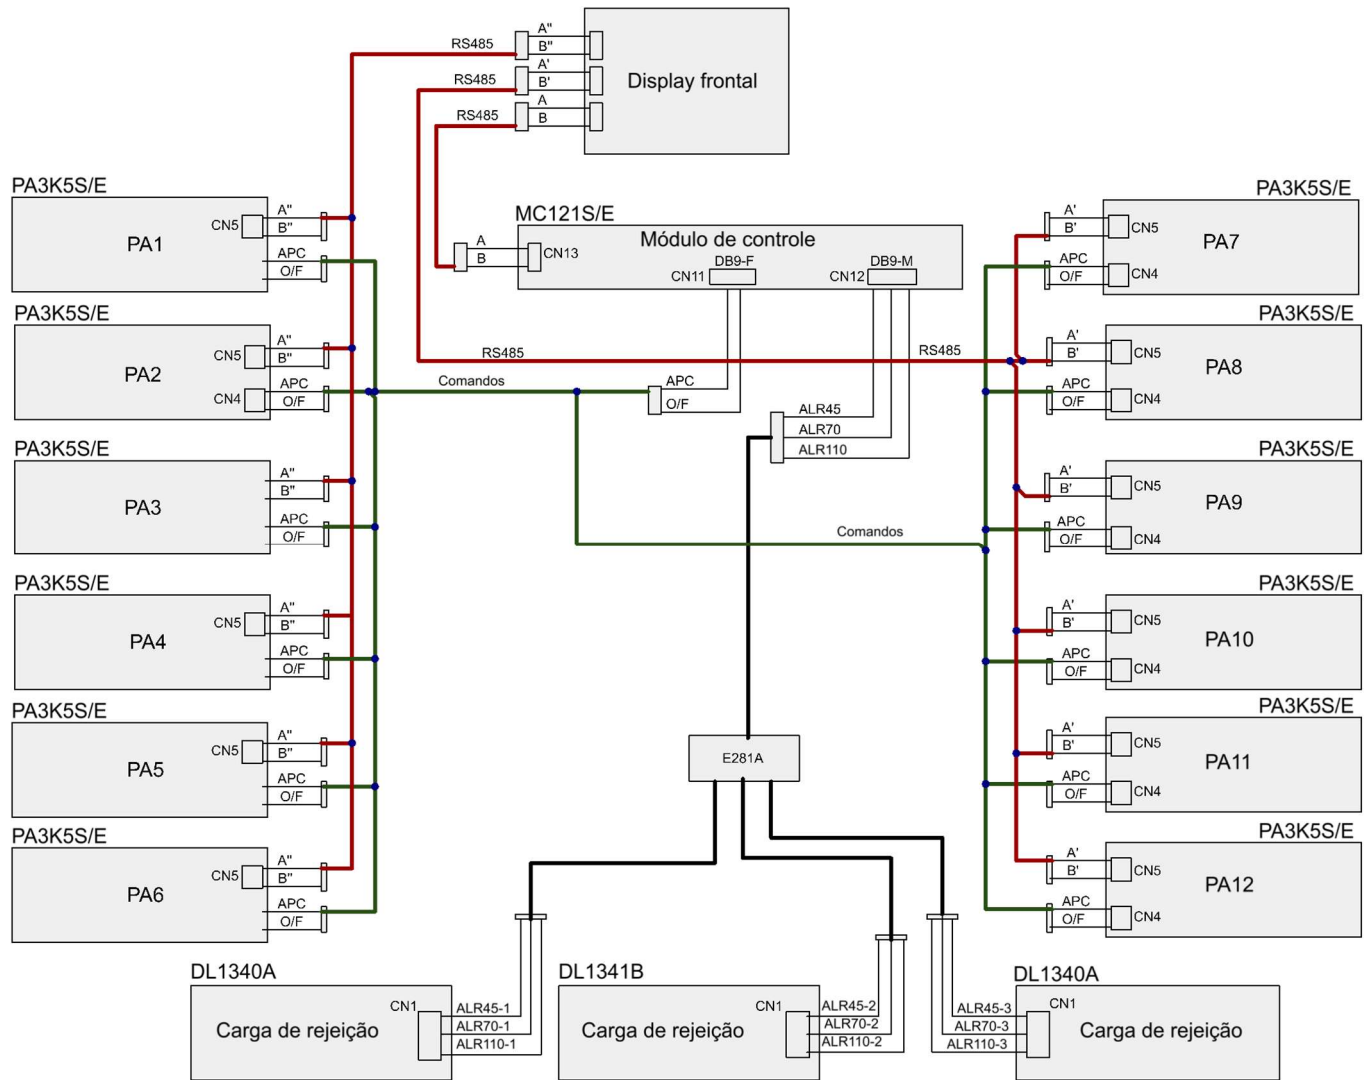 A"
RS485
B"
A'
RS485
B'
Display frontal
A
RS485
B
PA3K5S/E
CN5
A"
B"
PA1
APC
O/F
PA3K5S/E
CN5
A"
B"
PA2
CN4
APC
O/F
PA3K5S/E
A"
B"
PA3
APC
O/F
PA3K5S/E
CN5
A"
B"
PA4
APC
O/F
PA3K5S/E
CN5
A"
B"
PA5
APC
O/F
PA3K5S/E
CN5
A"
B"
PA6
APC
O/F
MC121S/E
Módulo de controle
A
B
CN13
DB9-F
CN11
DB9-M
CN12
RS485
RS485
Comandos
APC
O/F
ALR45
ALR70
ALR110
Comandos
E281A
PA3K5S/E
A'
B'
CN5
PA7
APC
O/F
CN4
PA3K5S/E
A'
B'
CN5
PA8
APC
O/F
CN4
PA3K5S/E
A'
B'
CN5
PA9
APC
O/F
CN4
PA3K5S/E
A'
B'
CN5
PA10
APC
O/F
CN4
PA3K5S/E
A'
B'
CN5
PA11
APC
O/F
CN4
PA3K5S/E
A'
B'
CN5
PA12
APC
O/F
CN4
DL1340A
Carga de rejeição
CN1
ALR45-1
ALR70-1
ALR110-1
DL1341B
Carga de rejeição
CN1
ALR45-2
ALR70-2
ALR110-2
DL1340A
ALR45-3
ALR70-3
ALR110-3
CN1
Carga de rejeição